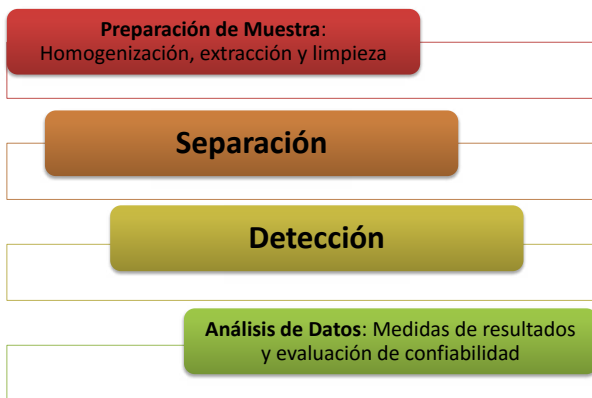 Preparación de Muestra:
Homogenización, extracción y limpieza
Separación
Detección
Análisis de Datos: Medidas de resultados
y evaluación de confiabilidad